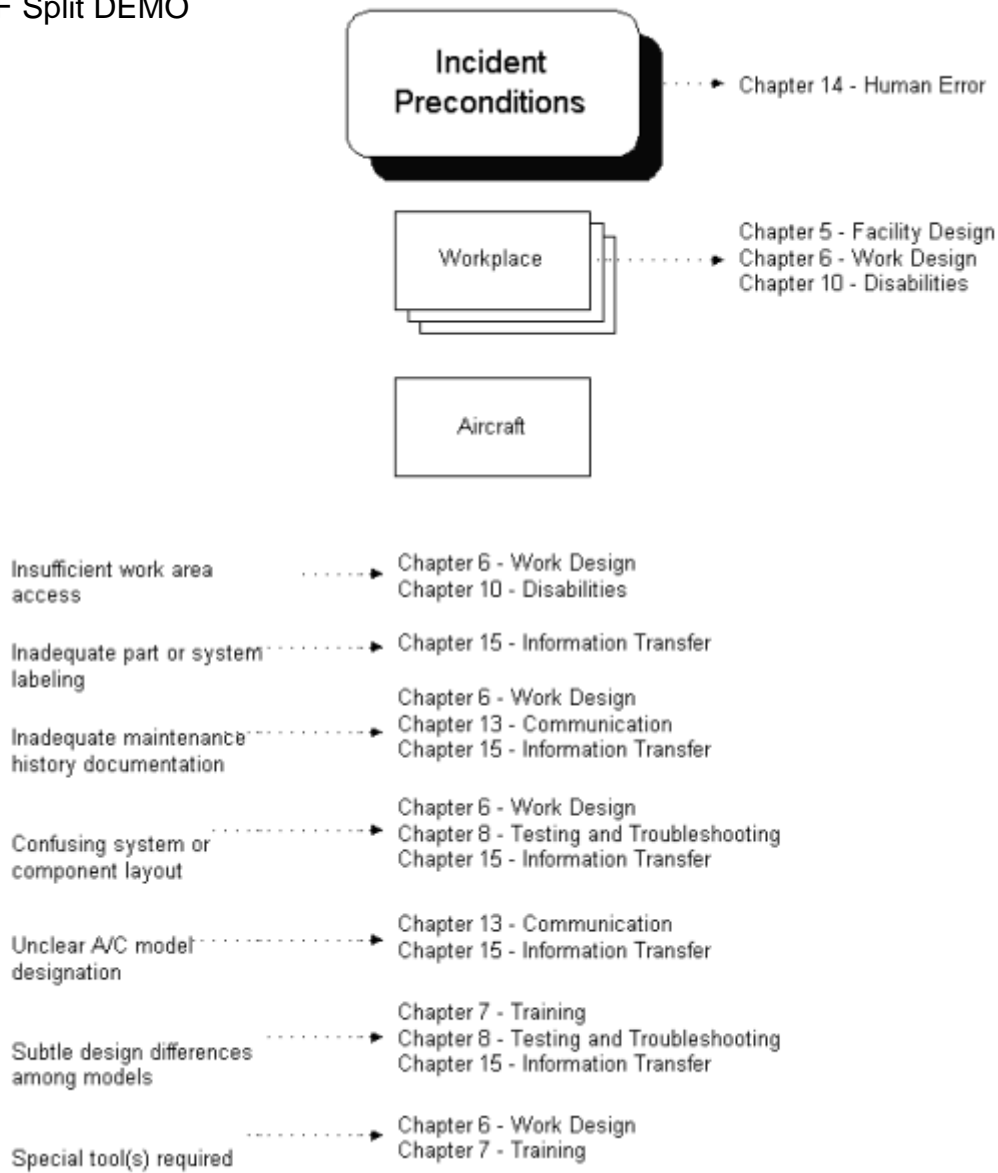 – Split DEMO
Incident
Preconditions
Chapter 14 - Human Error
Workplace
Chapter 5 - Facility Design
Chapter 6 - Work Design
Chapter 10 - Disabilities
Aircraft
Insufficient work area
access
Chapter 6 - Work Design
Chapter 10 - Disabilities
Inadequate part or system
labeling
Chapter 15 - Information Transfer
Inadequate maintenance
history documentation
Chapter 6 - Work Design
Chapter 13 - Communication
Chapter 15 - Information Transfer
Confusing system or
component layout
Chapter 6 - Work Design
Chapter 8 - Testing and Troubleshooting
Chapter 15 - Information Transfer
Unclear A/C model
designation
Chapter 13 - Communication
Chapter 15 - Information Transfer
Subtle design differences
among models
Chapter 7 - Training
Chapter 8 - Testing and Troubleshooting
Chapter 15 - Information Transfer
Special tool(s) required
Chapter 6 - Work Design
Chapter 7 - Training